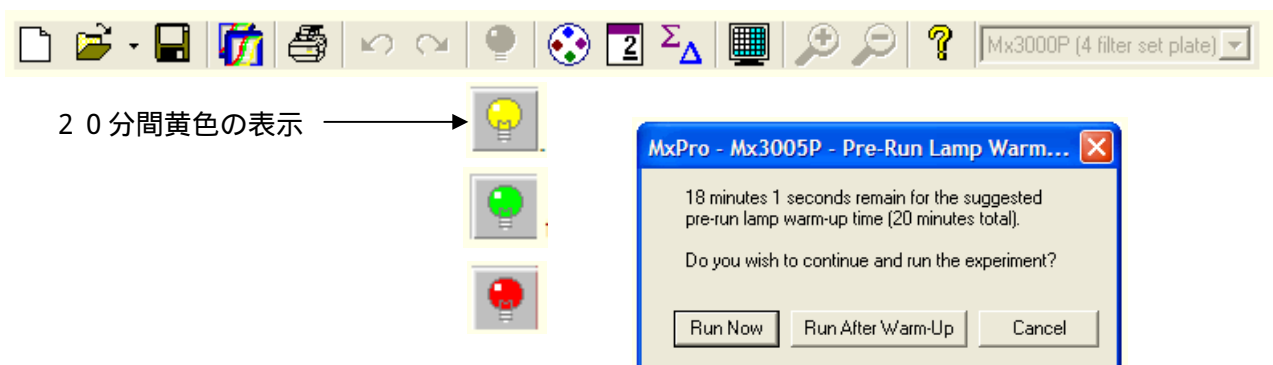 2
Σ Δ
?
Mx3000P (4 filter set plate)
２０分間黄色の表示
MxPro - Mx3005P - Pre-Run Lamp Warm...
18 minutes 1 seconds remain for the suggested
pre-run lamp warm-up time (20 minutes total).
Do you wish to continue and run the experiment?
Run Now Run After Warm-Up Cancel